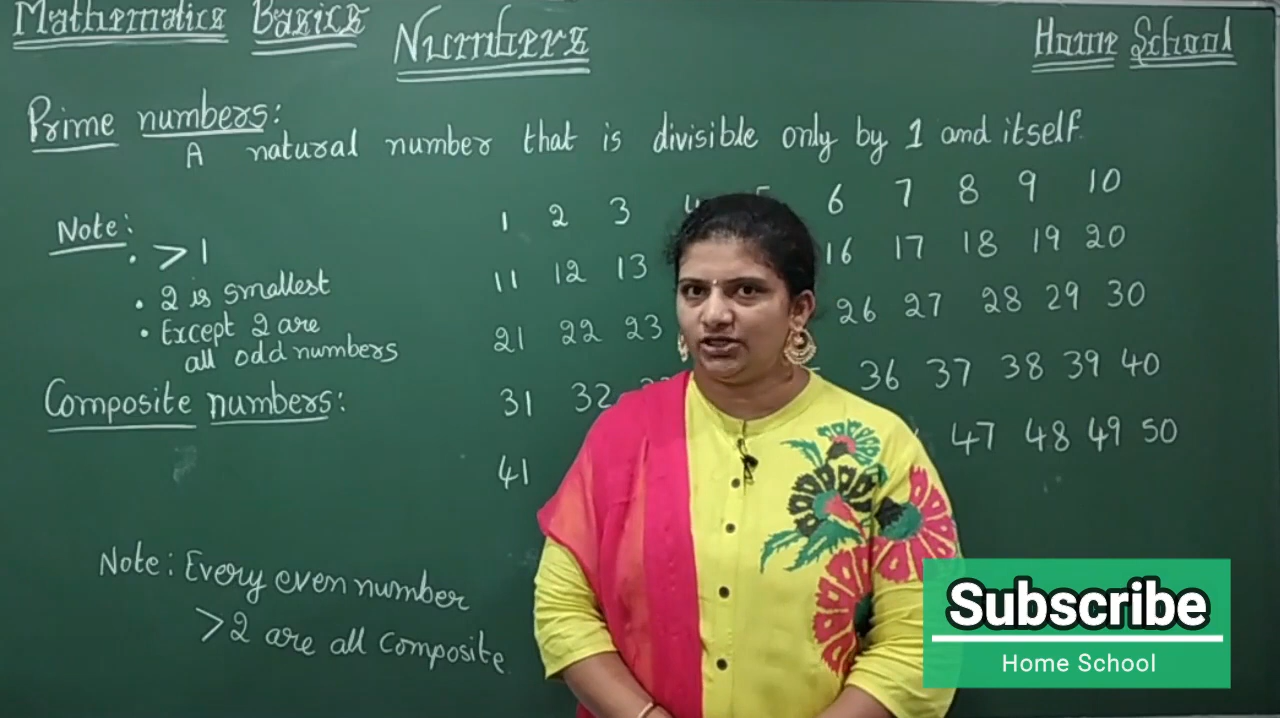 Mathematics Basics
Numbers
Home School
Prime numbers:
A natural number that is divisible only by 1 and itself.
Note:
. > 1
. 2 is smallest
. Except 2 are
all odd numbers
Composite numbers:
Note: Every even number
>2 are all composite
1 2 3 4 5 6 7 8 9 10
11 12 13 16 17 18 19 20
21 22 23 26 27 28 29 30
31 32 36 37 38 39 40
41 47 48 49 50
Subscribe
Home School